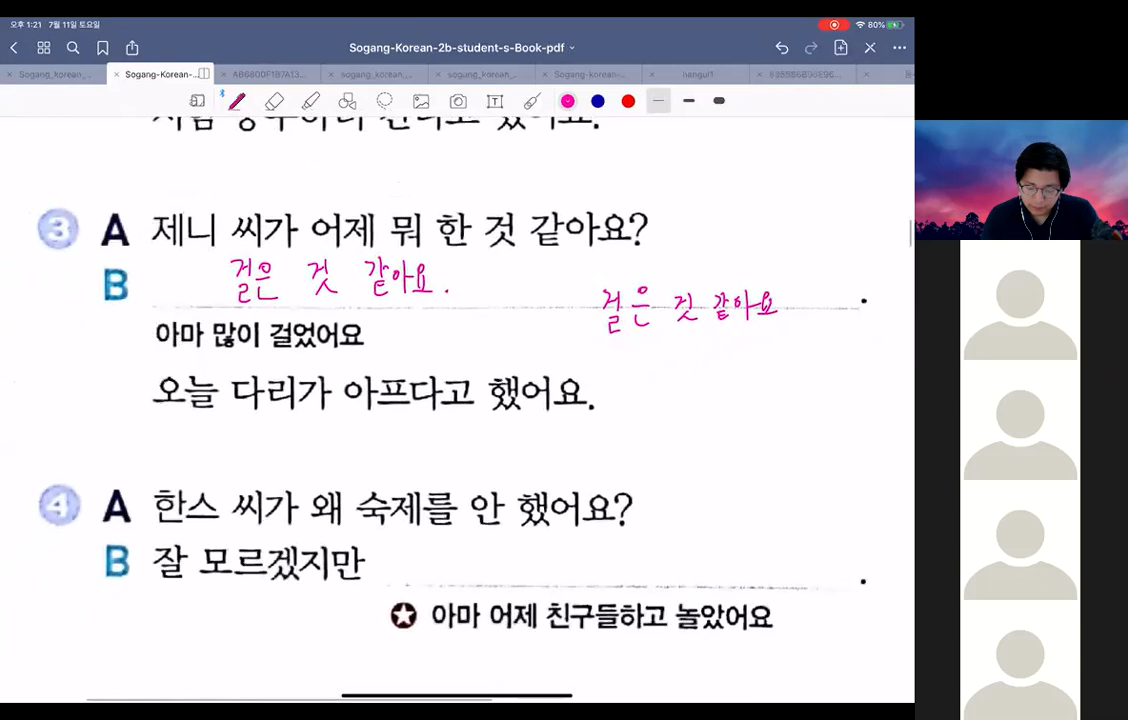 오후 1:21 7월 11일 토요일
80%
Sogang-Korean-2b-student-s-Book-pdf
Sogang_korean_...
Sogang-Korean-...
sogang_korean_...
sogung_korean_...
Sogang-Korean-...
hangul1
③ A 제니 씨가 어제 뭐 한 것 같아요?
B 걸은 것 같아요.
걸은 것 같아요.
아마 많이 걸었어요
오늘 다리가 아프다고 했어요.
④ A 한스 씨가 왜 숙제를 안 했어요?
B 잘 모르겠지만 .
아마 어제 친구들하고 놀았어요